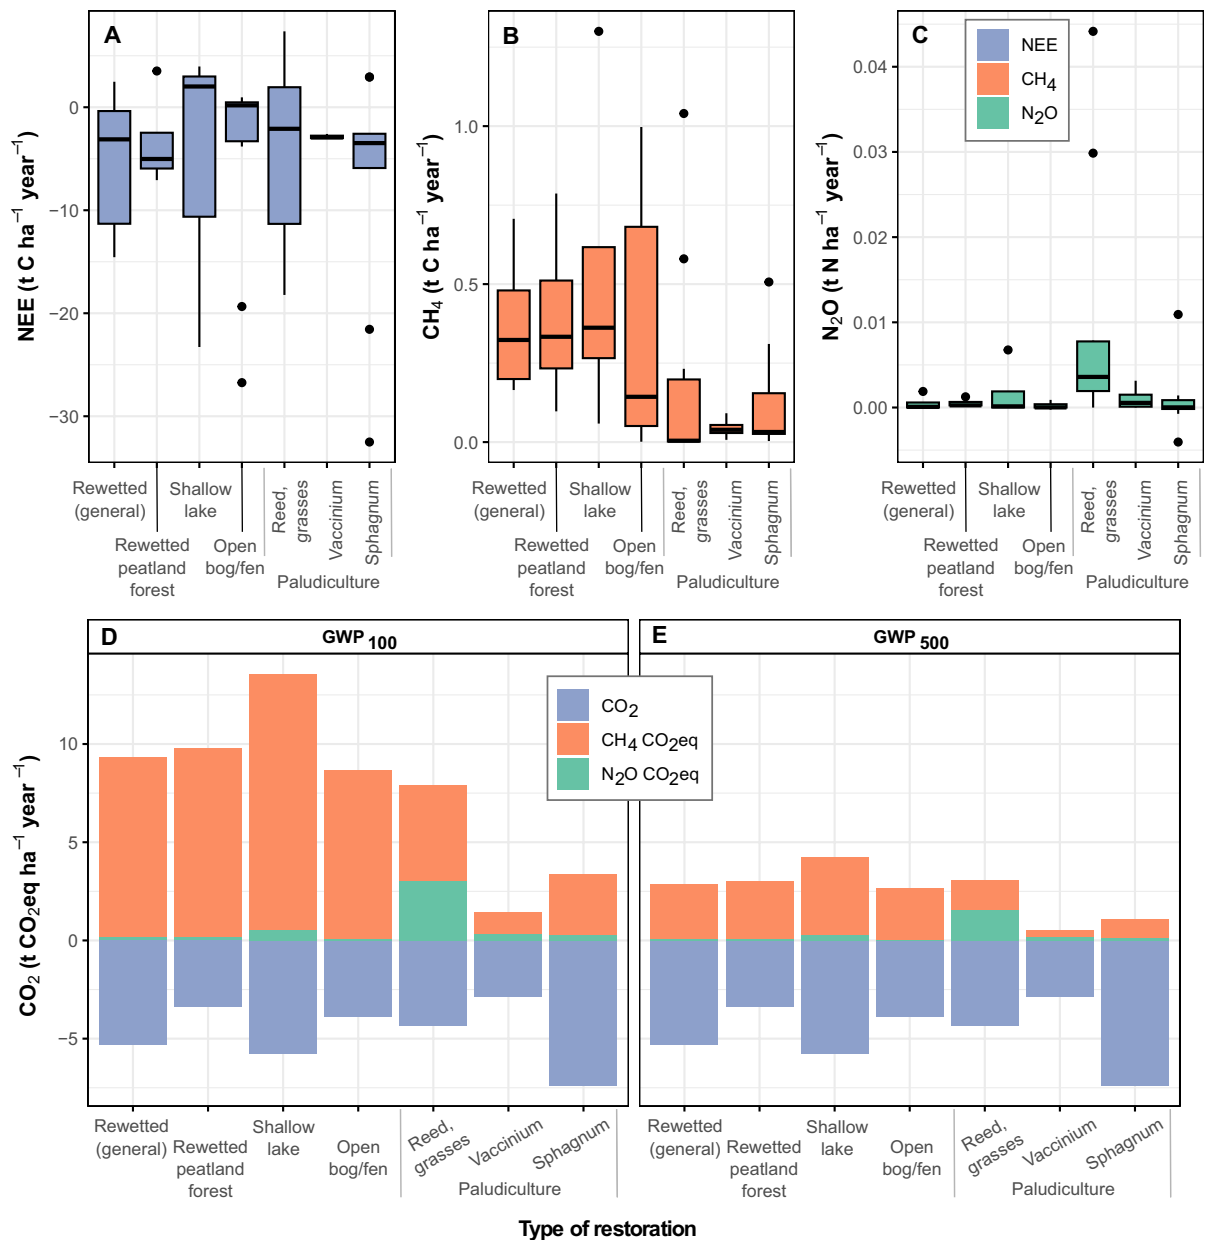 A
NEE (t C ha⁻¹ year⁻¹)
0
−10
−20
−30
Rewetted
(general)
Rewetted
peatland
forest
Shallow
lake
Open
bog/fen
Reed,
grasses
Vaccinium
Sphagnum
Paludiculture
B
CH₄ (t C ha⁻¹ year⁻¹)
1.0
0.5
0.0
Rewetted
(general)
Rewetted
peatland
forest
Shallow
lake
Open
bog/fen
Reed,
grasses
Vaccinium
Sphagnum
Paludiculture
C
NEE
CH₄
N₂O
N₂O (t N ha⁻¹ year⁻¹)
0.04
0.03
0.02
0.01
0.00
Rewetted
(general)
Rewetted
peatland
forest
Shallow
lake
Open
bog/fen
Reed,
grasses
Vaccinium
Sphagnum
Paludiculture
D
GWP 100
E
GWP 500
CO₂
CH₄ CO₂eq
N₂O CO₂eq
CO₂ (t CO₂eq ha⁻¹ year⁻¹)
10
5
0
−5
Rewetted
(general)
Rewetted
peatland
forest
Shallow
lake
Open
bog/fen
Reed,
grasses
Vaccinium
Sphagnum
Paludiculture
Rewetted
(general)
Rewetted
peatland
forest
Shallow
lake
Open
bog/fen
Reed,
grasses
Vaccinium
Sphagnum
Paludiculture
Type of restoration